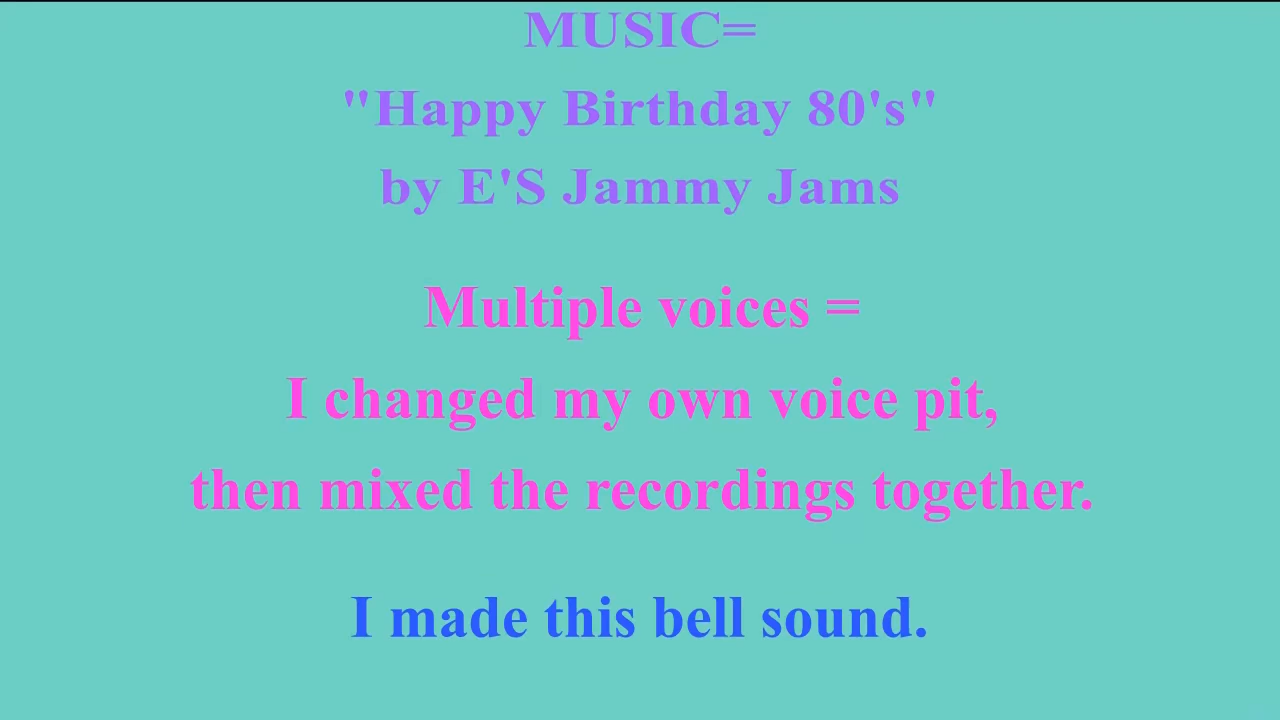 MUSIC=
"Happy Birthday 80's"
by E'S Jammy Jams
Multiple voices =
I changed my own voice pit,
then mixed the recordings together.
I made this bell sound.